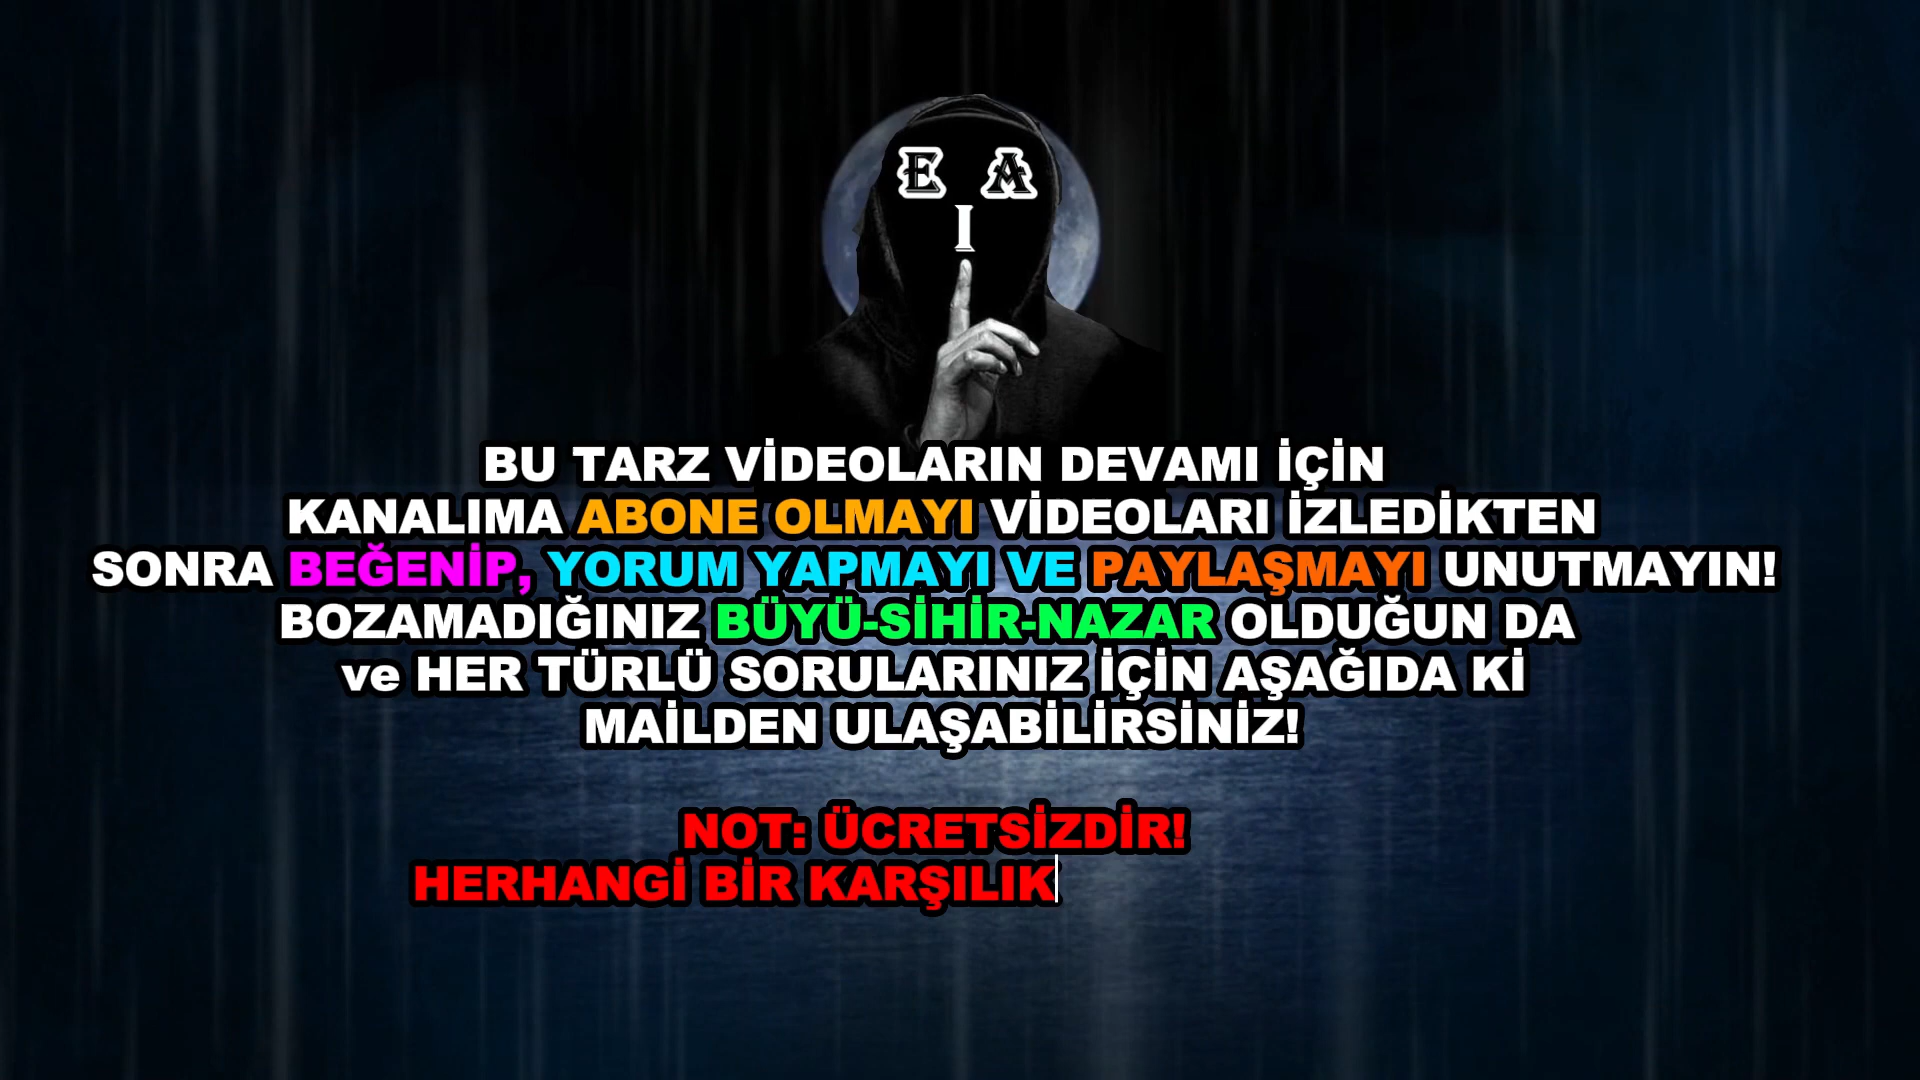 E A
I
BU TARZ VİDEOLARIN DEVAMI İÇİN
KANALIMA ABONE OLMAYI VİDEOLARI İZLEDİKTEN
SONRA BEĞENİP, YORUM YAPMAYI VE PAYLAŞMAYI UNUTMAYIN!
BOZAMADIĞINIZ BÜYÜ-SİHİR-NAZAR OLDUĞUN DA
ve HER TÜRLÜ SORULARINIZ İÇİN AŞAĞIDA Kİ
MAİLDEN ULAŞABİLİRSİNİZ!
NOT: ÜCRETSİZDİR!
HERHANGİ BİR KARŞILIK